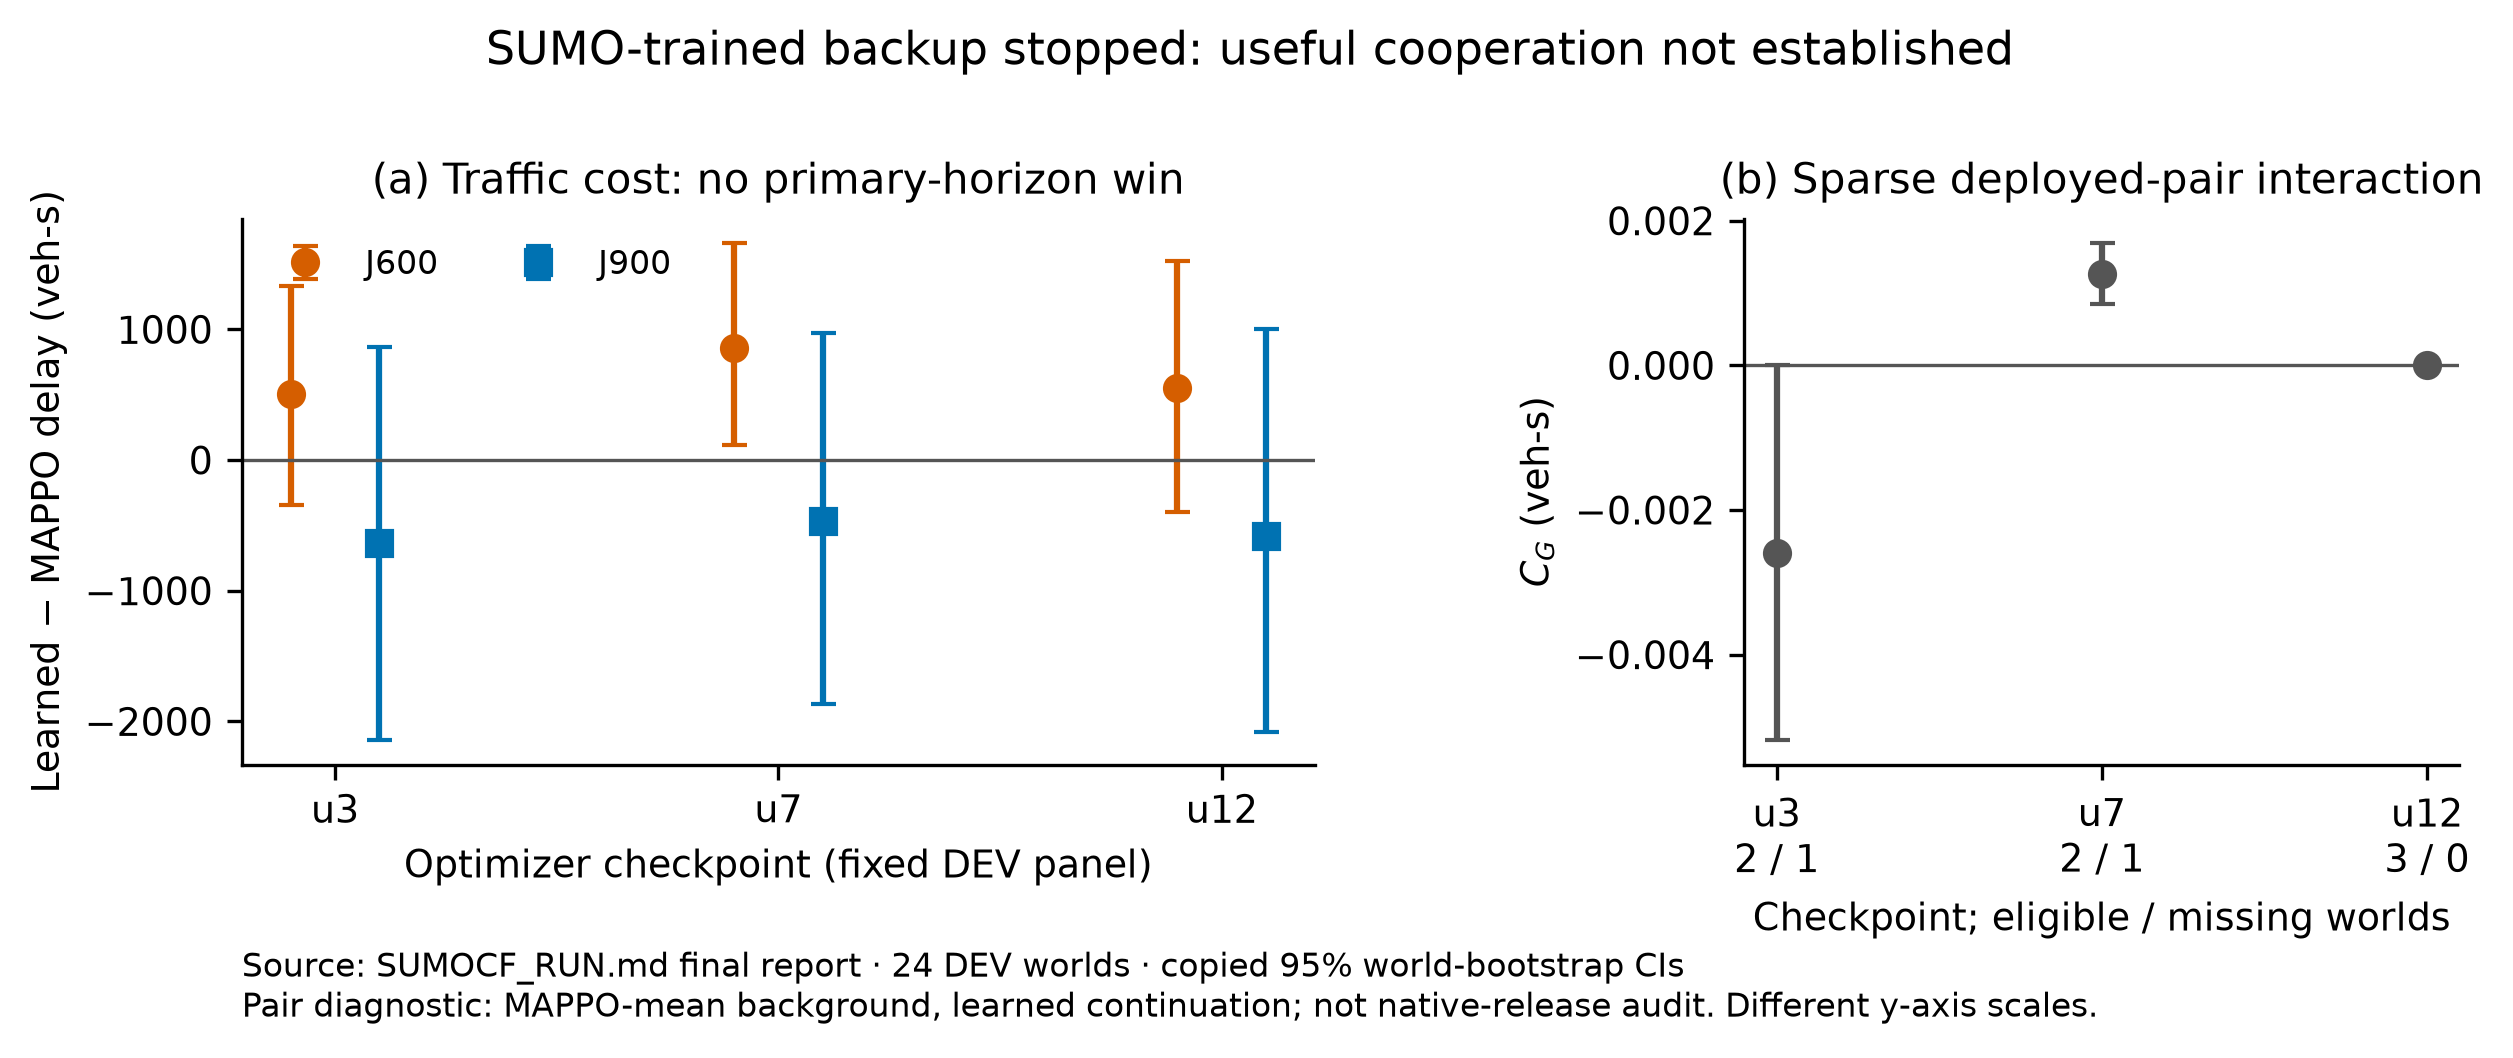 SUMO-trained backup stopped: useful cooperation not established
(a) Traffic cost: no primary-horizon win
Learned − MAPPO delay (veh-s)
J600
J900
1000
0
−1000
−2000
u3
u7
u12
Optimizer checkpoint (fixed DEV panel)
(b) Sparse deployed-pair interaction
C_G (veh-s)
0.002
0.000
−0.002
−0.004
u3
2 / 1
u7
2 / 1
u12
3 / 0
Checkpoint; eligible / missing worlds
Source: SUMOCF_RUN.md final report · 24 DEV worlds · copied 95% world-bootstrap CIs
Pair diagnostic: MAPPO-mean background, learned continuation; not native-release audit. Different y-axis scales.